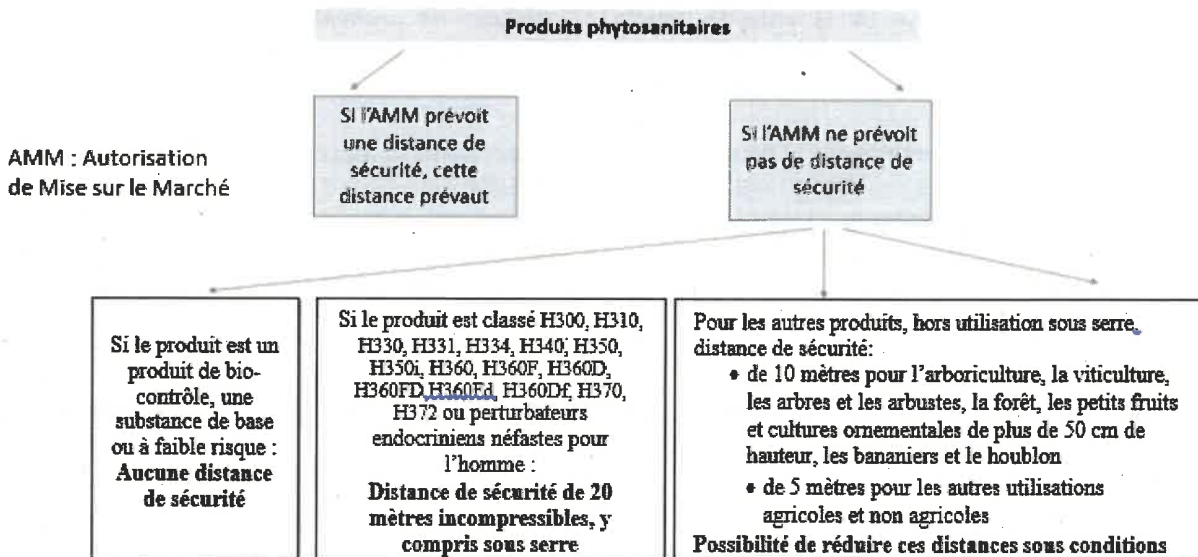 Produits phytosanitaires
Si l'AMM prévoit
une distance de
sécurité, cette
distance prévaut
Si l'AMM ne prévoit
pas de distance de
sécurité
AMM : Autorisation
de Mise sur le Marché
Si le produit est un
produit de bio-
contrôle, une
substance de base
ou à faible risque :
Aucune distance
de sécurité
Si le produit est classé H300, H310,
H330, H331, H334, H340, H350,
H350i, H360, H360F, H360D,
H360FD, H360Fd, H360Df, H370,
H372 ou perturbateurs
endocriniens néfastes pour
l'homme :
Distance de sécurité de 20
mètres incompressibles, y
compris sous serre
Pour les autres produits, hors utilisation sous serre,
distance de sécurité:
• de 10 mètres pour l'arboriculture, la viticulture,
les arbres et les arbustes, la forêt, les petits fruits
et cultures ornementales de plus de 50 cm de
hauteur, les bananiers et le houblon
• de 5 mètres pour les autres utilisations
agricoles et non agricoles
Possibilité de réduire ces distances sous conditions